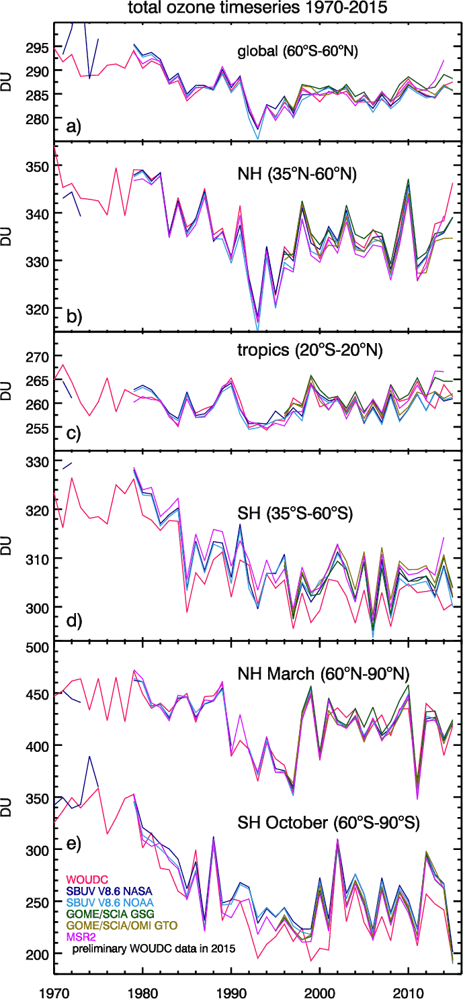 total ozone timeseries 1970-2015
295
290
285
280
DU
global (60°S-60°N)
a)
350
340
330
320
DU
NH (35°N-60°N)
b)
270
265
260
255
DU
tropics (20°S-20°N)
c)
330
320
310
300
DU
SH (35°S-60°S)
d)
500
450
400
350
300
250
200
DU
NH March (60°N-90°N)
SH October (60°S-90°S)
e)
WOUDC
SBUV V8.6 NASA
SBUV V8.6 NOAA
GOME/SCIA GSG
GOME/SCIA/OMI GTO
MSR2
preliminary WOUDC data in 2015
1970 1980 1990 2000 2010